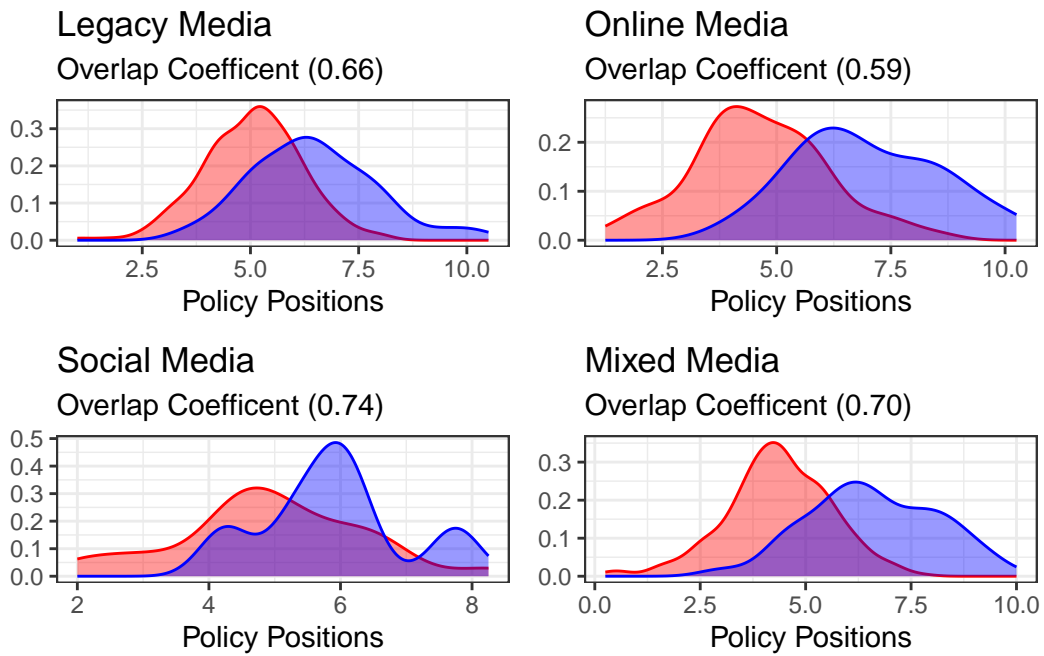 Legacy Media
Overlap Coefficent (0.66)
0.3
0.2
0.1
0.0
2.5 5.0 7.5 10.0
Policy Positions
Online Media
Overlap Coefficent (0.59)
0.2
0.1
0.0
2.5 5.0 7.5 10.0
Policy Positions
Social Media
Overlap Coefficent (0.74)
0.5
0.4
0.3
0.2
0.1
0.0
2 4 6 8
Policy Positions
Mixed Media
Overlap Coefficent (0.70)
0.3
0.2
0.1
0.0
0.0 2.5 5.0 7.5 10.0
Policy Positions